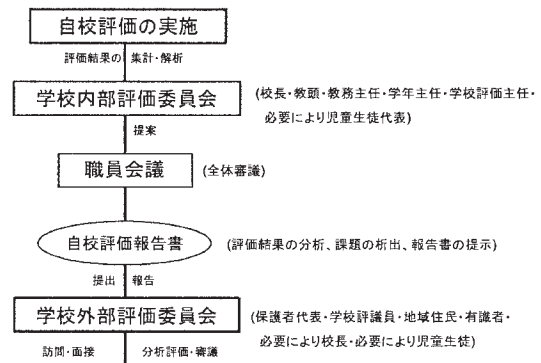 自校評価の実施
評価結果の 集計・解析
学校内部評価委員会
(校長・教頭・教務主任・学年主任・学校評価主任・
必要により児童生徒代表)
提案
職員会議
(全体審議)
自校評価報告書
(評価結果の分析、課題の析出、報告書の提示)
提出 報告
学校外部評価委員会
(保護者代表・学校評議員・地域住民・有識者・
必要により校長・必要により児童生徒)
訪問・面接 分析評価・審議